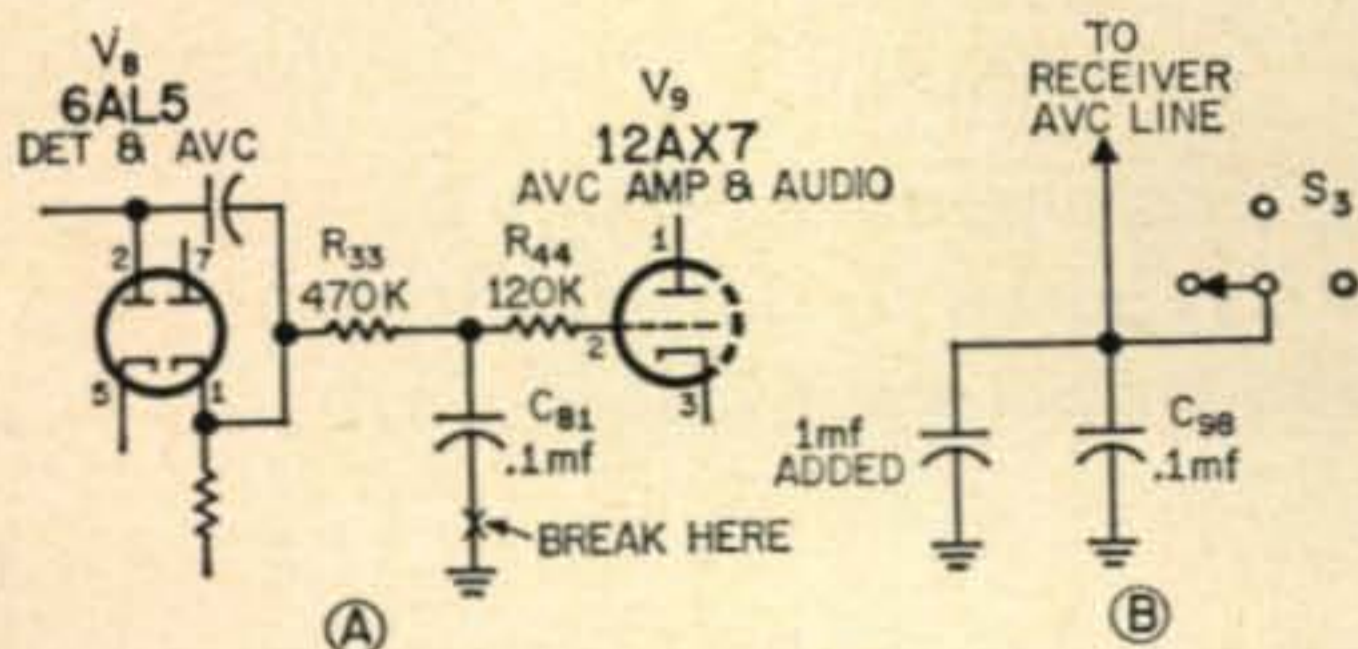 V8
6AL5
DET & AVC
2
7
5
1
R33
470K
R44
120K
C81
.1mf
BREAK HERE
V9
12AX7
AVC AMP & AUDIO
1
2
3
A
TO
RECEIVER
AVC LINE
S3
1mf
ADDED
C98
.1mf
B